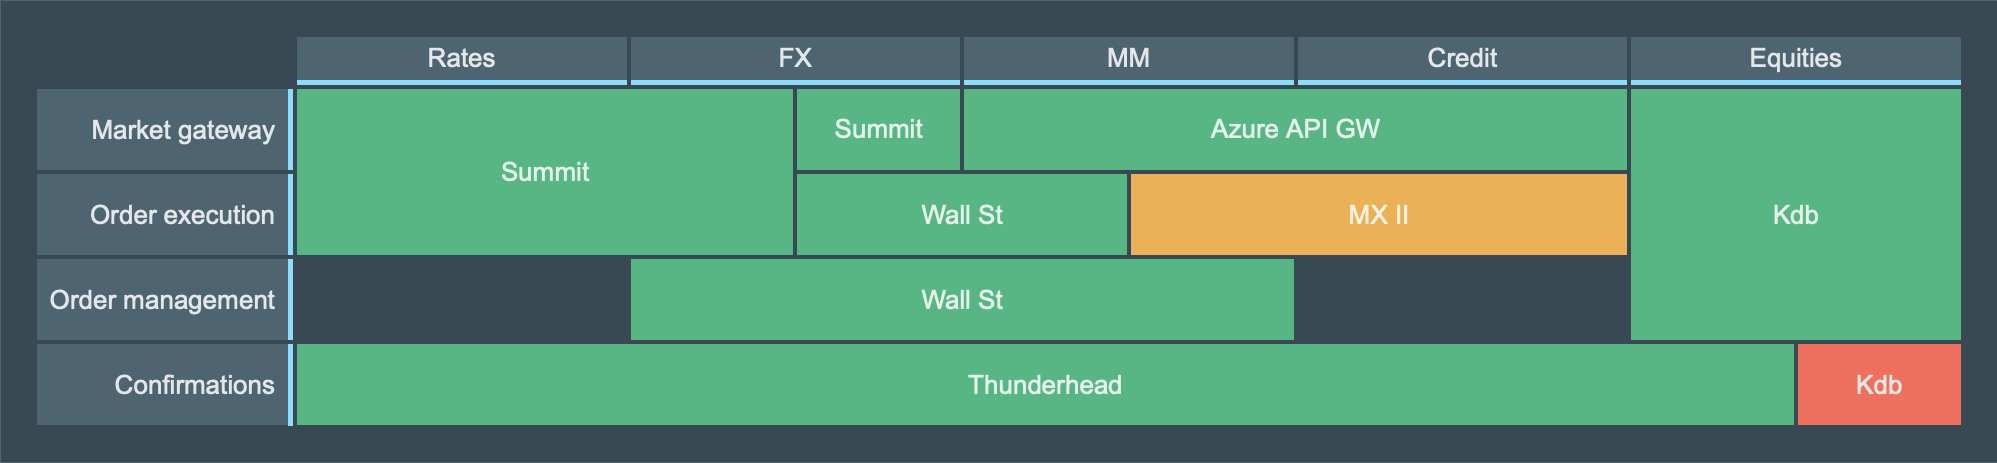 Rates
FX
MM
Credit
Equities
Market gateway
Summit
Summit
Azure API GW
Kdb
Order execution
Wall St
MX II
Order management
Wall St
Confirmations
Thunderhead
Kdb